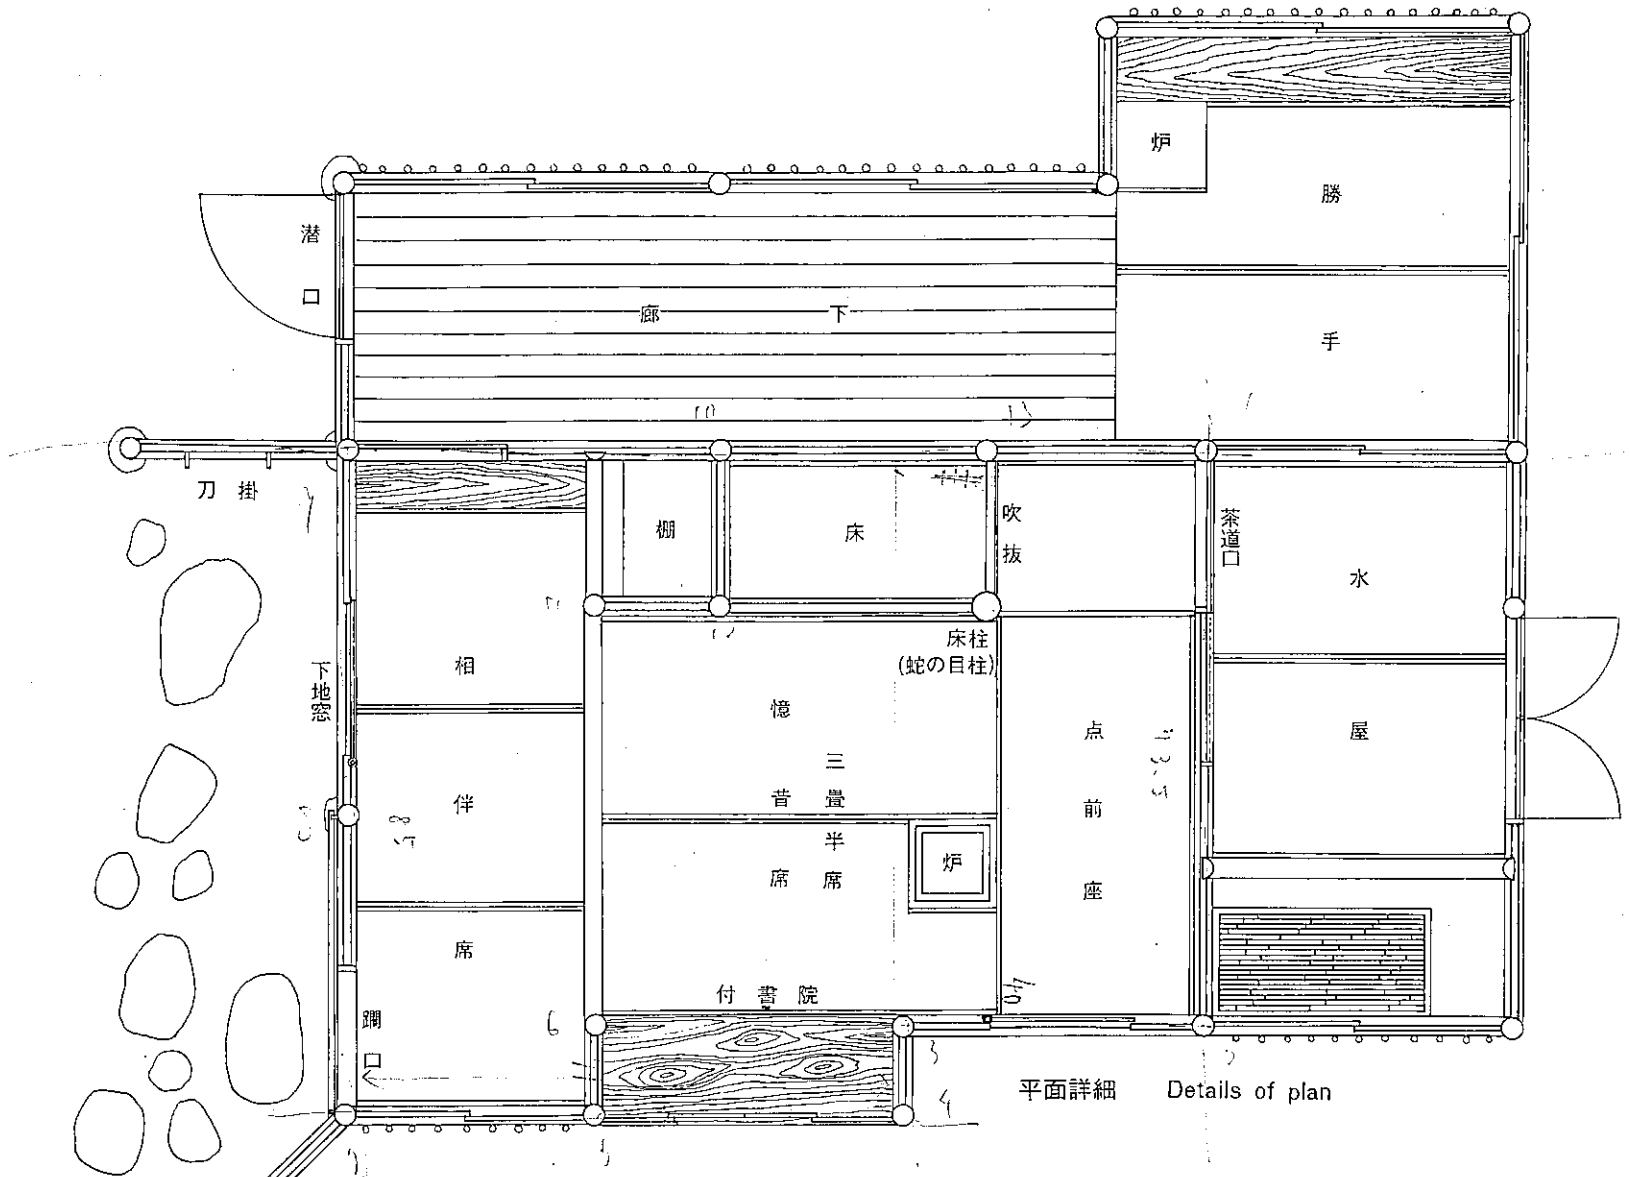 炉
勝
手
潜口
廊下
刀掛
棚
床
吹抜
茶道口
水
屋
床柱
(蛇の目柱)
下地窓
相
伴
席
憶
昔
席
三
畳
半
席
炉
点
前
座
付書院
躙口
平面詳細 Details of plan